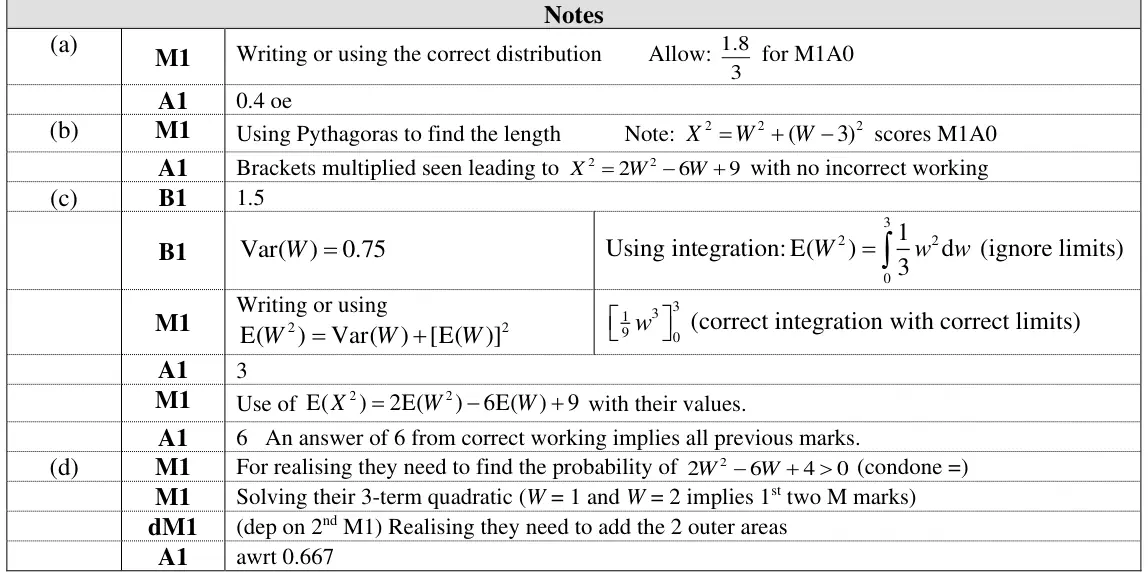 Notes
(a) M1 Writing or using the correct distribution Allow: 1.8/3 for M1A0
A1 0.4 oe
(b) M1 Using Pythagoras to find the length Note: X² = W² + (W − 3)² scores M1A0
A1 Brackets multiplied seen leading to X² = 2W² − 6W + 9 with no incorrect working
(c) B1 1.5
B1 Var(W) = 0.75 Using integration: E(W²) = ∫₀³ 1/3 w² dw (ignore limits)
M1 Writing or using
E(W²) = Var(W) + [E(W)]² [1/9 w³]₀³ (correct integration with correct limits)
A1 3
M1 Use of E(X²) = 2E(W²) − 6E(W) + 9 with their values.
A1 6 An answer of 6 from correct working implies all previous marks.
(d) M1 For realising they need to find the probability of 2W² − 6W + 4 > 0 (condone =)
M1 Solving their 3-term quadratic (W = 1 and W = 2 implies 1st two M marks)
dM1 (dep on 2nd M1) Realising they need to add the 2 outer areas
A1 awrt 0.667